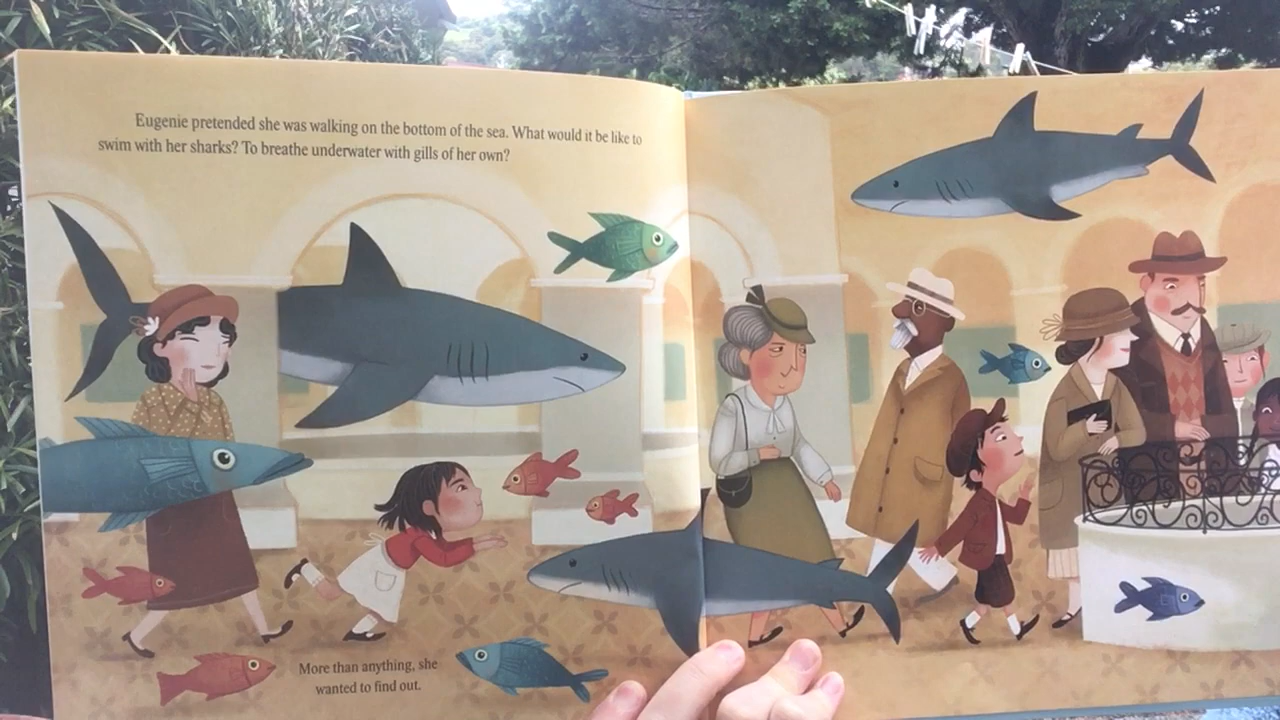 Eugenie pretended she was walking on the bottom of the sea. What would it be like to
swim with her sharks? To breathe underwater with gills of her own?
More than anything, she
wanted to find out.